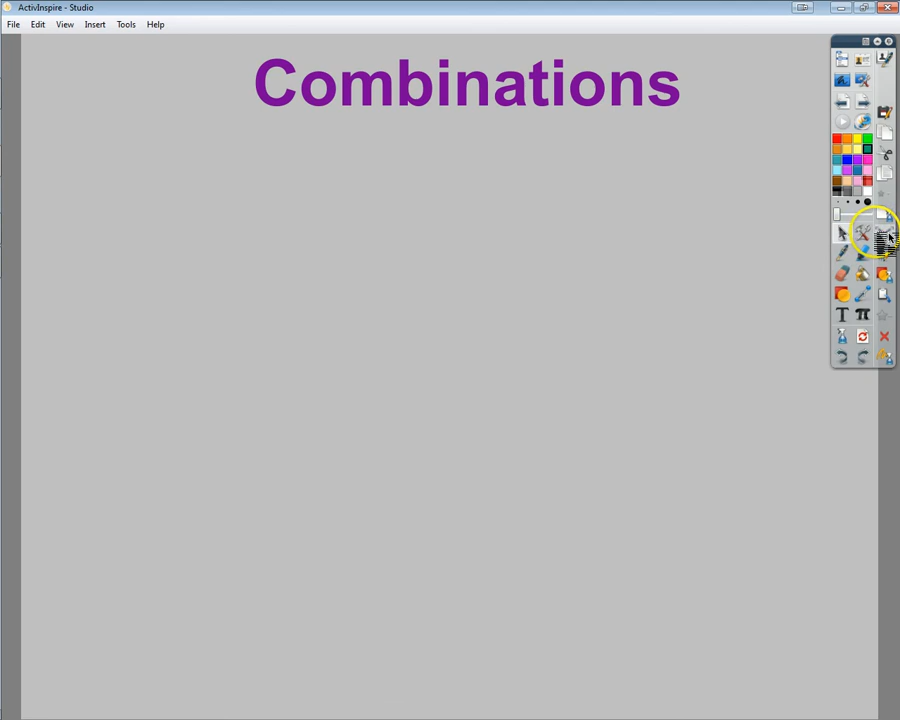 ActivInspire - Studio
File Edit View Insert Tools Help
Combinations
T π